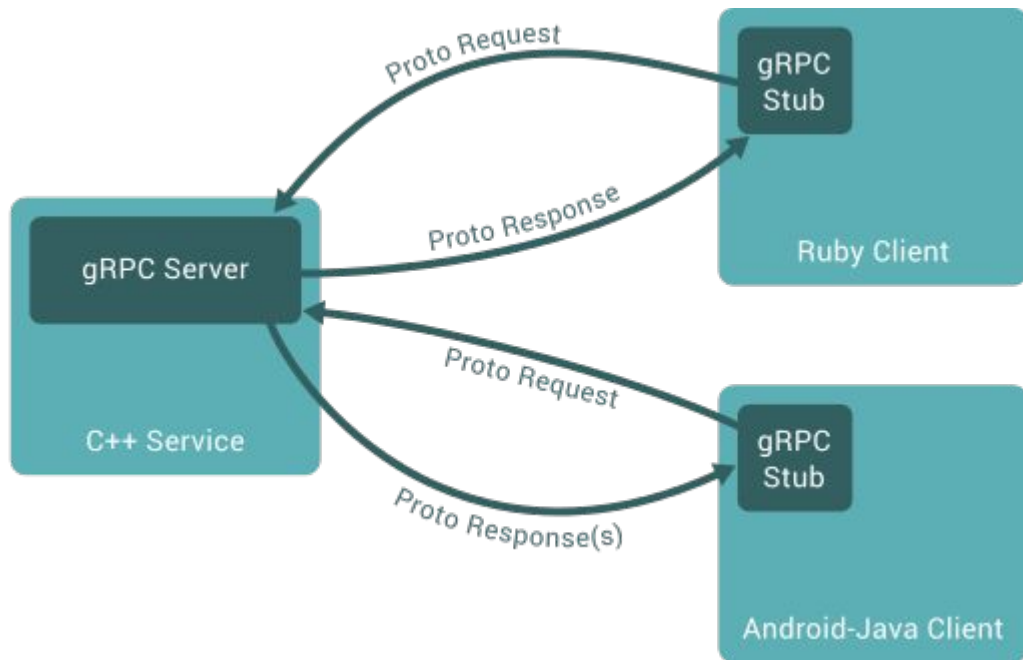 Proto Request
gRPC
Stub
Proto Response
Ruby Client
gRPC Server
C++ Service
Proto Request
gRPC
Stub
Proto Response(s)
Android-Java Client